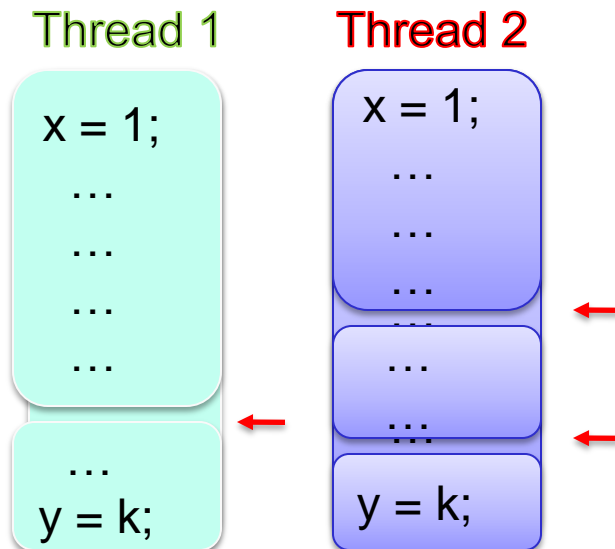 Thread 1
x = 1;
…
…
…
…
…
y = k;
Thread 2
x = 1;
…
…
…
…
…
…
…
y = k;